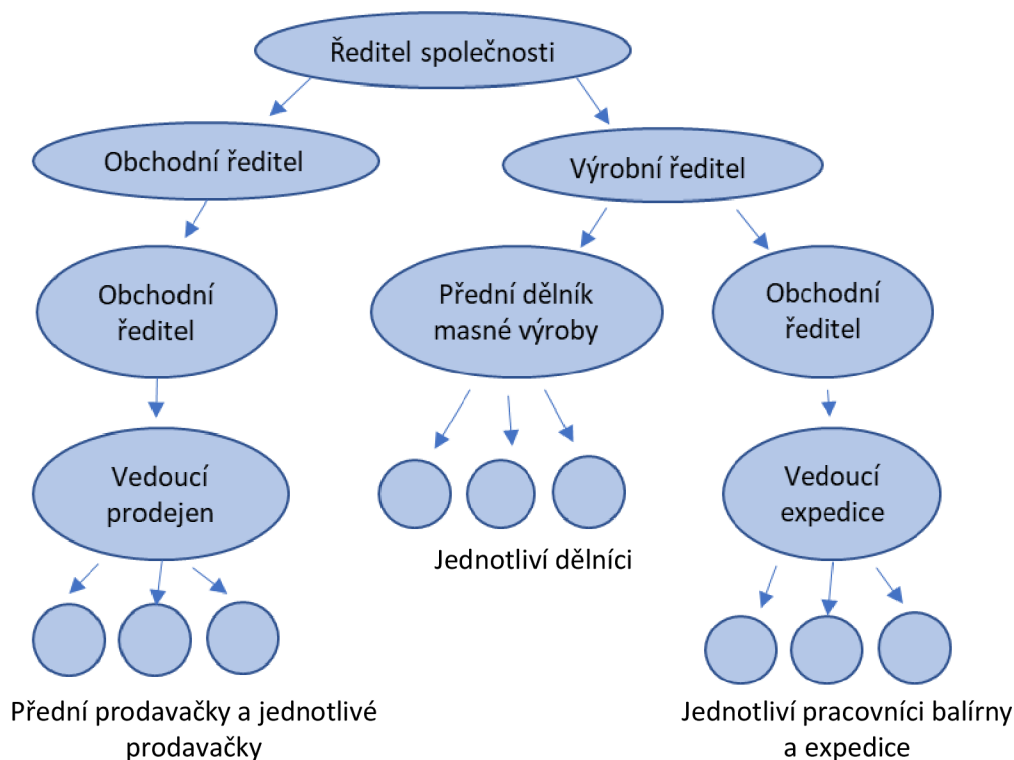 Ředitel společnosti
Obchodní ředitel
Výrobní ředitel
Obchodní
ředitel
Přední dělník
masné výroby
Obchodní
ředitel
Vedoucí
prodejen
Vedoucí
expedice
Jednotliví dělníci
Přední prodavačky a jednotlivé
prodavačky
Jednotliví pracovníci balírny
a expedice